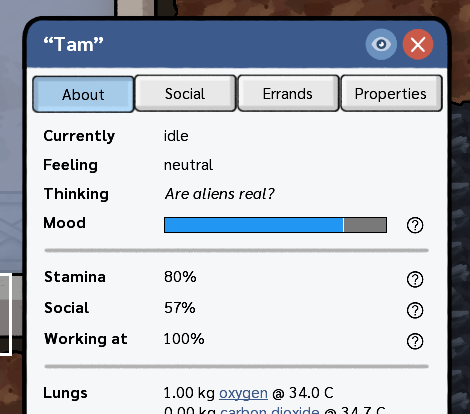 “Tam”
About Social Errands Properties
Currently idle
Feeling neutral
Thinking Are aliens real?
Mood ?
Stamina 80% ?
Social 57% ?
Working at 100% ?
Lungs 1.00 kg oxygen @ 34.0 C
0.00 kg carbon dioxide @ 34.7 C